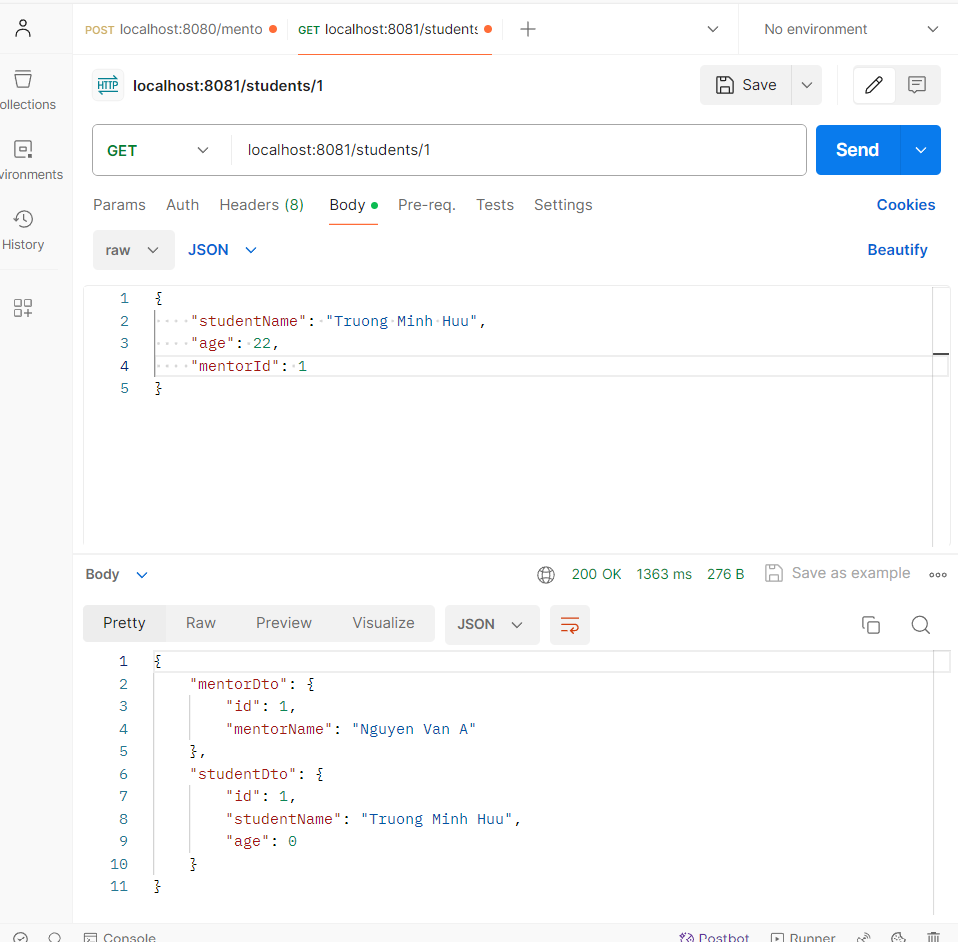 POST localhost:8080/mento GET localhost:8081/students No environment
HTTP localhost:8081/students/1 Save
ollections
GET localhost:8081/students/1 Send
vironments
Params Auth Headers (8) Body Pre-req. Tests Settings Cookies
History
raw JSON Beautify
1 {
2 "studentName": "Truong Minh Huu",
3 "age": 22,
4 "mentorId": 1
5 }
Body 200 OK 1363 ms 276 B Save as example
Pretty Raw Preview Visualize JSON
1 {
2 "mentorDto": {
3 "id": 1,
4 "mentorName": "Nguyen Van A"
5 },
6 "studentDto": {
7 "id": 1,
8 "studentName": "Truong Minh Huu",
9 "age": 0
10 }
11 }
Console Postbot Runner